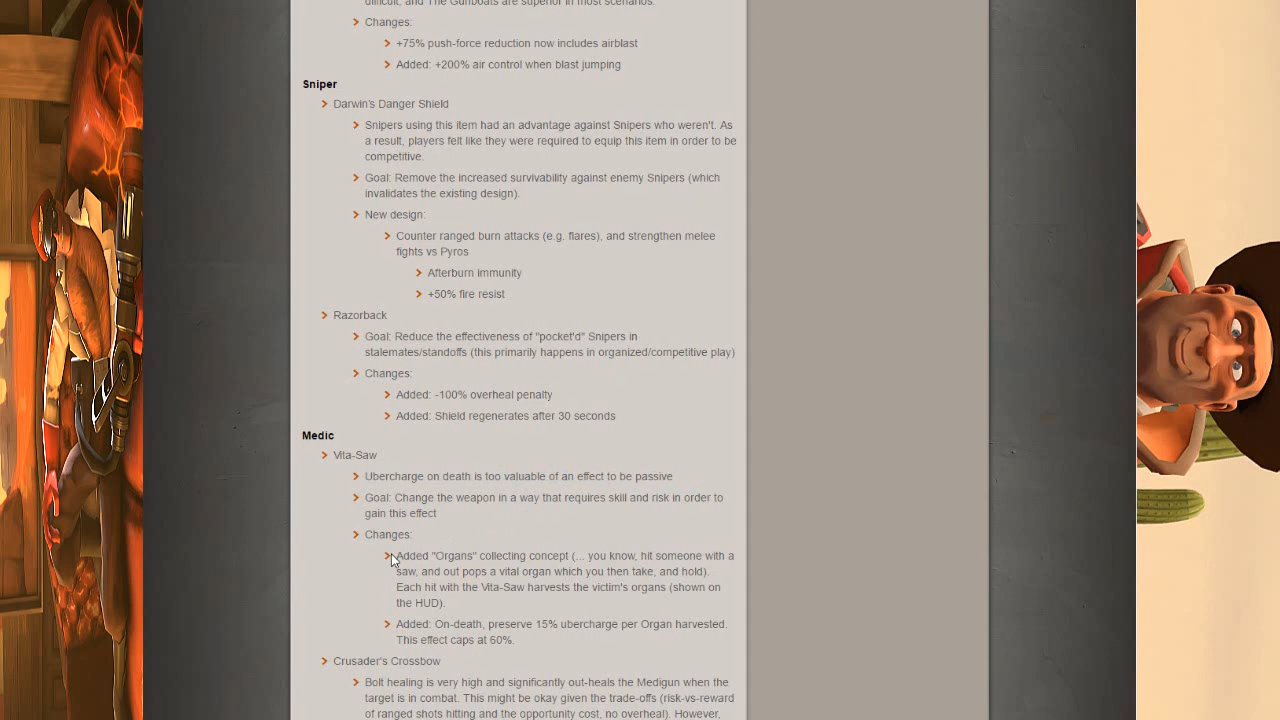 difficult, and The Gunboats are superior in most scenarios.
Changes:
+75% push-force reduction now includes airblast
Added: +200% air control when blast jumping
Sniper
Darwin's Danger Shield
Snipers using this item had an advantage against Snipers who weren't. As
a result, players felt like they were required to equip this item in order to be
competitive.
Goal: Remove the increased survivability against enemy Snipers (which
invalidates the existing design).
New design:
Counter ranged burn attacks (e.g. flares), and strengthen melee
fights vs Pyros
Afterburn immunity
+50% fire resist
Razorback
Goal: Reduce the effectiveness of "pocket'd" Snipers in
stalemates/standoffs (this primarily happens in organized/competitive play)
Changes:
Added: -100% overheal penalty
Added: Shield regenerates after 30 seconds
Medic
Vita-Saw
Ubercharge on death is too valuable of an effect to be passive
Goal: Change the weapon in a way that requires skill and risk in order to
gain this effect
Changes:
Added "Organs" collecting concept (... you know, hit someone with a
saw, and out pops a vital organ which you then take, and hold).
Each hit with the Vita-Saw harvests the victim's organs (shown on
the HUD).
Added: On-death, preserve 15% ubercharge per Organ harvested.
This effect caps at 60%.
Crusader's Crossbow
Bolt healing is very high and significantly out-heals the Medigun when the
target is in combat. This might be okay given the trade-offs (risk-vs-reward
of ranged shots hitting and the opportunity cost, no overheal). However,